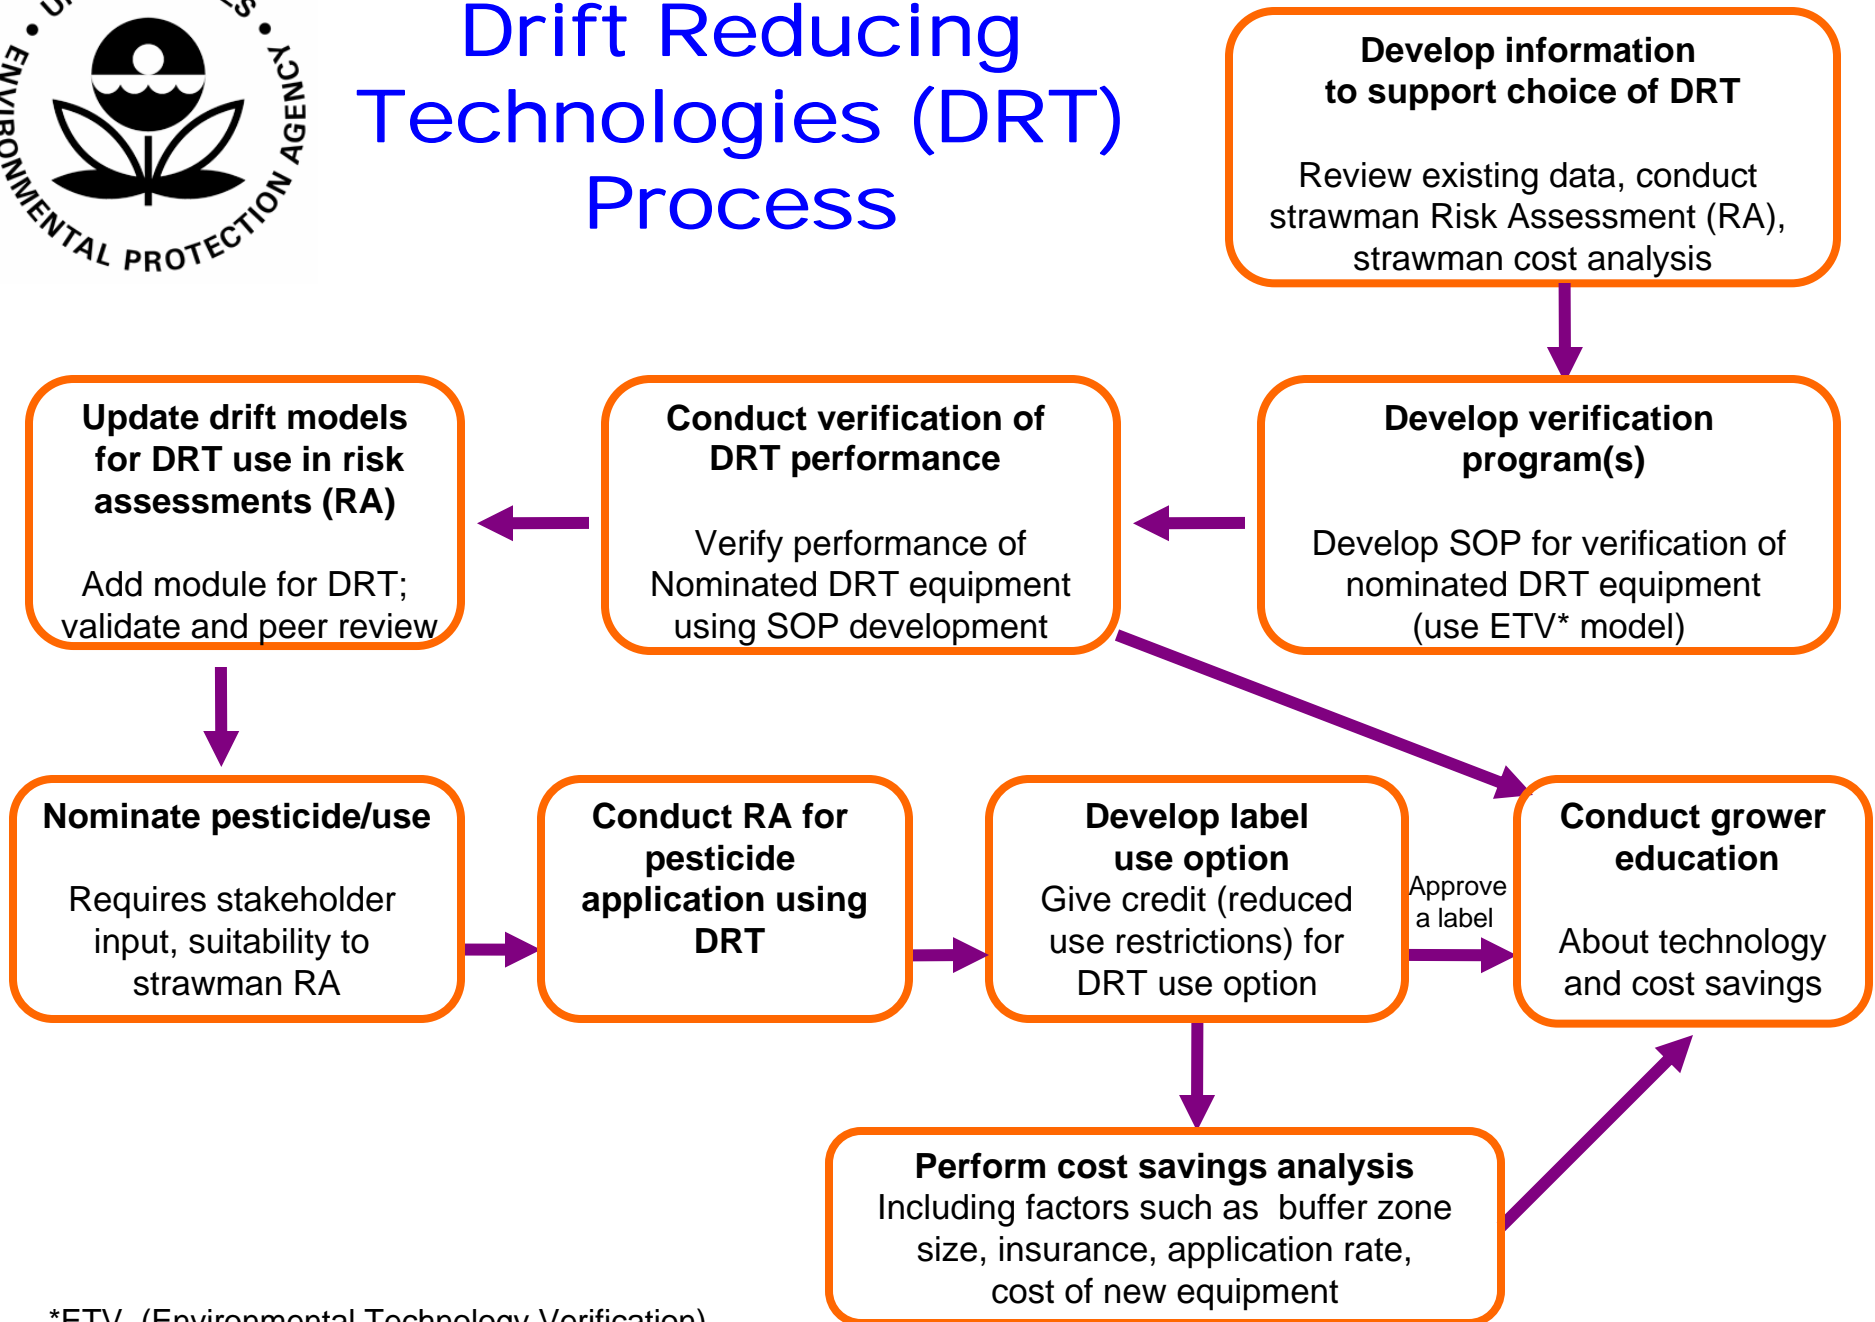 ENVIRONMENTAL PROTECTION AGENCY
Drift Reducing
Technologies (DRT)
Process
Develop information
to support choice of DRT
Review existing data, conduct
strawman Risk Assessment (RA),
strawman cost analysis
Update drift models
for DRT use in risk
assessments (RA)
Add module for DRT;
validate and peer review
Conduct verification of
DRT performance
Verify performance of
Nominated DRT equipment
using SOP development
Develop verification
program(s)
Develop SOP for verification of
nominated DRT equipment
(use ETV* model)
Nominate pesticide/use
Requires stakeholder
input, suitability to
strawman RA
Conduct RA for
pesticide
application using
DRT
Develop label
use option
Give credit (reduced
use restrictions) for
DRT use option
Approve
a label
Conduct grower
education
About technology
and cost savings
Perform cost savings analysis
Including factors such as  buffer zone
size, insurance, application rate,
cost of new equipment
*ETV (Environmental Technology Verification)